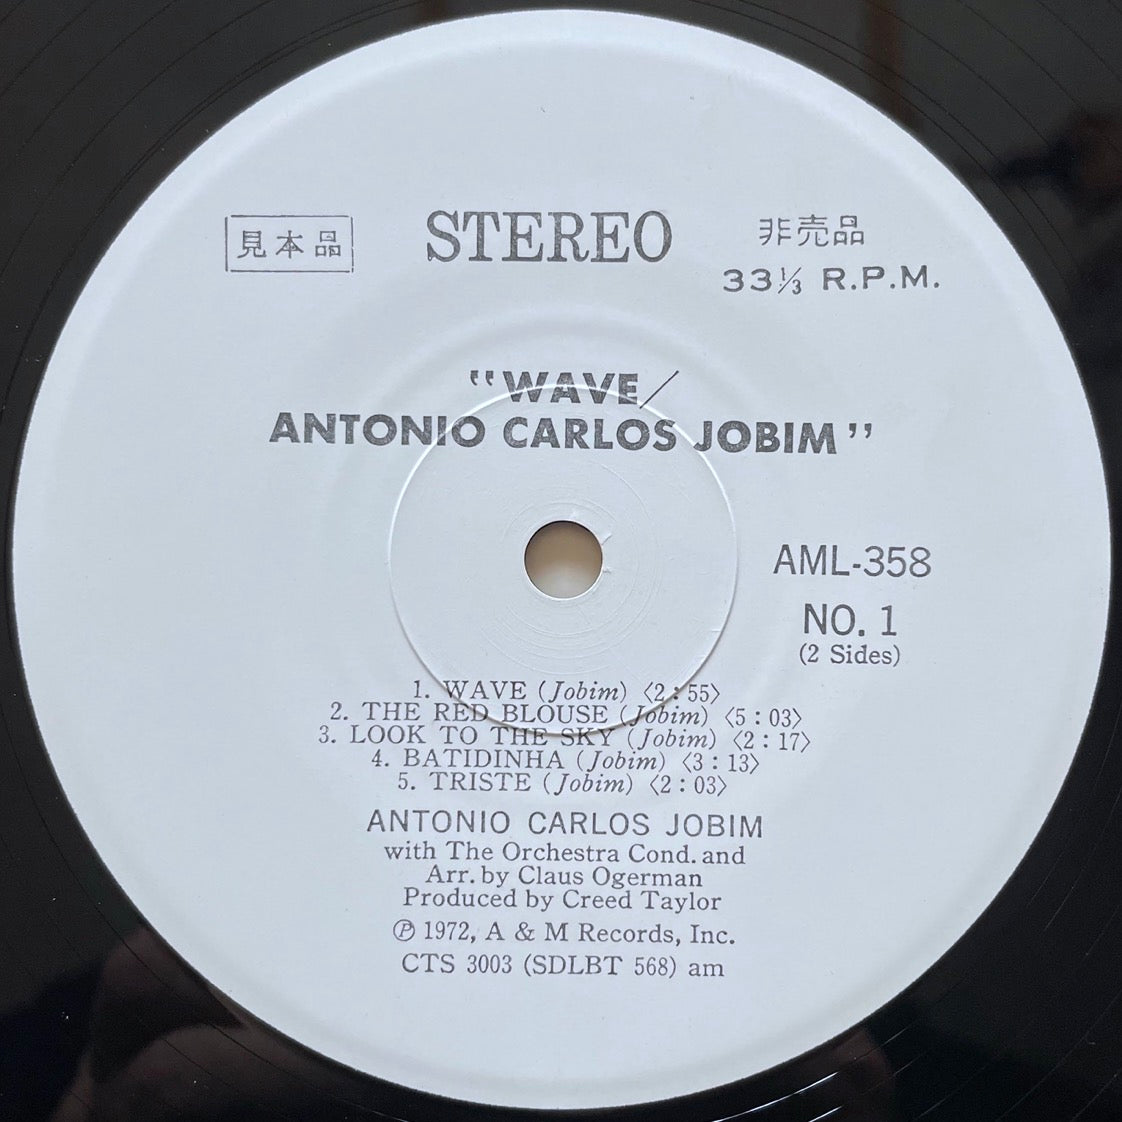 見本品
STEREO
非売品
33 1/3 R.P.M.
"WAVE/
ANTONIO CARLOS JOBIM"
AML-358
NO. 1
(2 Sides)
1. WAVE (Jobim) 〈2:55〉
2. THE RED BLOUSE (Jobim) 〈5:03〉
3. LOOK TO THE SKY (Jobim) 〈2:17〉
4. BATIDINHA (Jobim) 〈3:13〉
5. TRISTE (Jobim) 〈2:03〉
ANTONIO CARLOS JOBIM
with The Orchestra Cond. and
Arr. by Claus Ogerman
Produced by Creed Taylor
Ⓟ 1972, A & M Records, Inc.
CTS 3003 (SDLBT 568) am